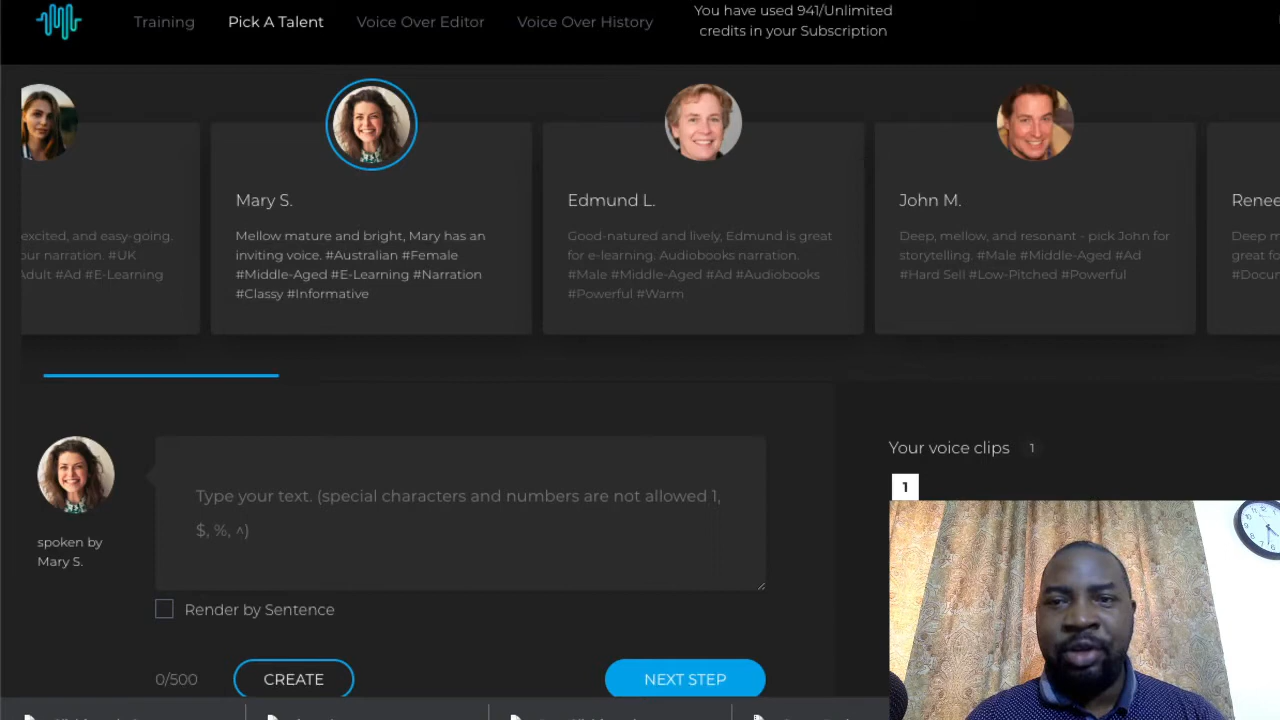 Training
Pick A Talent
Voice Over Editor
Voice Over History
You have used 941/Unlimited
credits in your Subscription
excited, and easy-going.
our narration. #UK
#Ad #E-Learning
Mary S.
Mellow mature and bright, Mary has an
inviting voice. #Australian #Female
#Middle-Aged #E-Learning #Narration
#Classy #Informative
Edmund L.
Good-natured and lively, Edmund is great
for e-learning. Audiobooks narration.
#Male #Middle-Aged #Ad #Audiobooks
#Powerful #Warm
John M.
Deep, mellow, and resonant - pick John for
storytelling. #Male #Middle-Aged #Ad
#Hard Sell #Low-Pitched #Powerful
Renee
Deep m
great fo
#Docum
spoken by
Mary S.
Type your text. (special characters and numbers are not allowed 1,
$, %, ^)
Render by Sentence
0/500
CREATE
NEXT STEP
Your voice clips 1
1